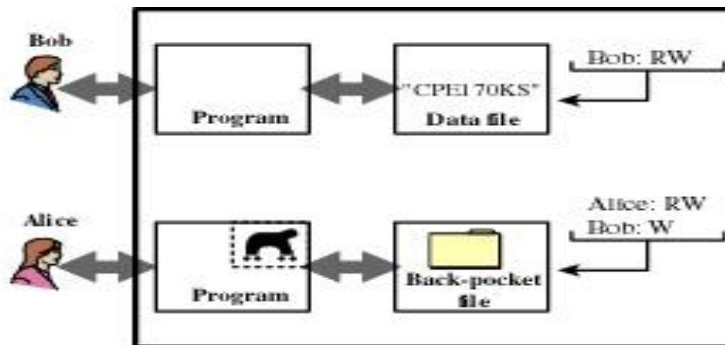 Bob
Program
"CPE170KS"
Data file
Bob: RW
Alice
Program
Back-pocket
file
Alice: RW
Bob: W